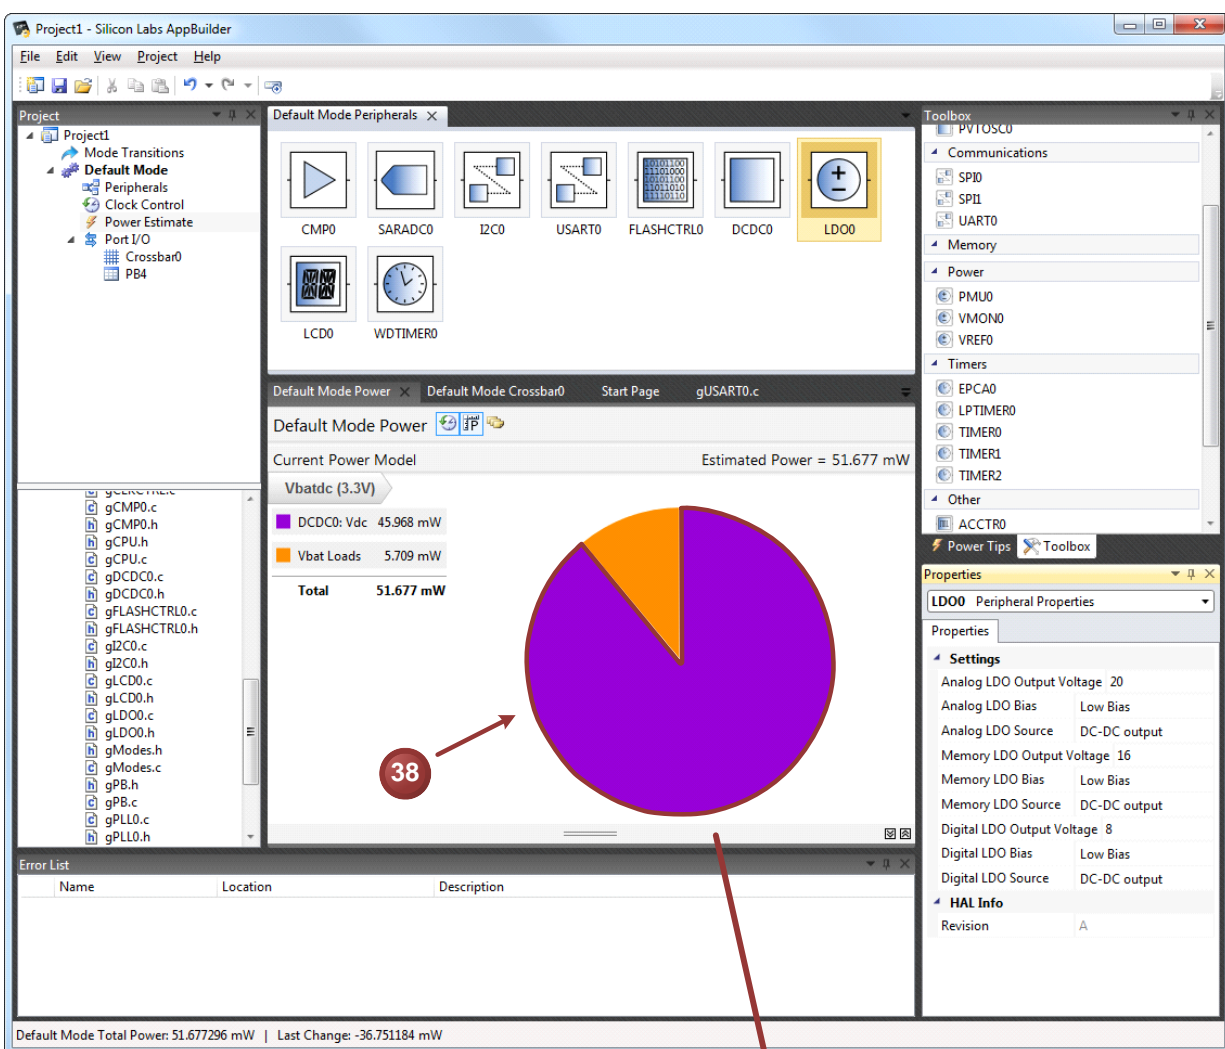 Project1 - Silicon Labs AppBuilder
File Edit View Project Help
Project
Project1
Mode Transitions
Default Mode
Peripherals
Clock Control
Power Estimate
Port I/O
Crossbar0
PB4
gCMP0.c
gCMP0.h
gCPU.h
gCPU.c
gDCDC0.c
gDCDC0.h
gFLASHCTRL0.c
gFLASHCTRL0.h
gI2C0.c
gI2C0.h
gLCD0.c
gLCD0.h
gLDO0.c
gLDO0.h
gModes.h
gModes.c
gPB.h
gPB.c
gPLL0.c
gPLL0.h
Default Mode Peripherals
CMP0 SARADC0 I2C0 USART0 FLASHCTRL0 DCDC0 LDO0
10101100
11101000
10101100
11011010
11110110
LCD0 WDTIMER0
Default Mode Power Default Mode Crossbar0 Start Page gUSART0.c
Default Mode Power
Current Power Model Estimated Power = 51.677 mW
Vbatdc (3.3V)
DCDC0: Vdc 45.968 mW
Vbat Loads 5.709 mW
Total 51.677 mW
38
Toolbox
PVTOSC0
Communications
SPI0
SPI1
UART0
Memory
Power
PMU0
VMON0
VREF0
Timers
EPCA0
LPTIMER0
TIMER0
TIMER1
TIMER2
Other
ACCTR0
Power Tips Toolbox
Properties
LDO0 Peripheral Properties
Properties
Settings
Analog LDO Output Voltage 20
Analog LDO Bias Low Bias
Analog LDO Source DC-DC output
Memory LDO Output Voltage 16
Memory LDO Bias Low Bias
Memory LDO Source DC-DC output
Digital LDO Output Voltage 8
Digital LDO Bias Low Bias
Digital LDO Source DC-DC output
HAL Info
Revision A
Error List
Name Location Description
Default Mode Total Power: 51.677296 mW | Last Change: -36.751184 mW